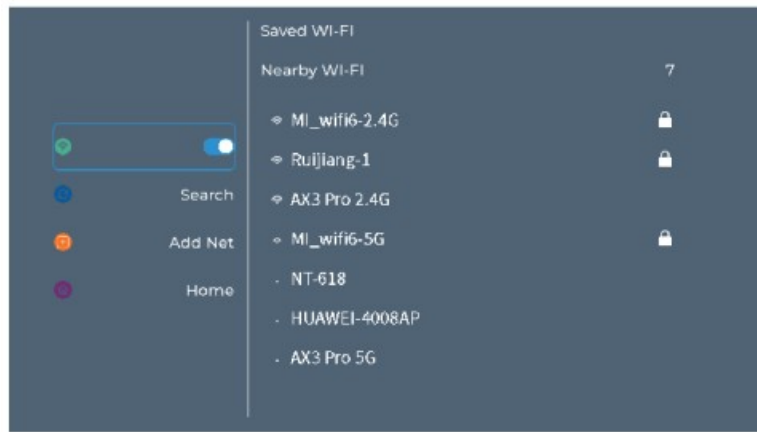 Saved WI-FI
Nearby WI-FI 7
MI_wifi6-2.4G
Ruijiang-1
AX3 Pro 2.4G
MI_wifi6-5G
NT-618
HUAWEI-4008AP
AX3 Pro 5G
Search
Add Net
Home